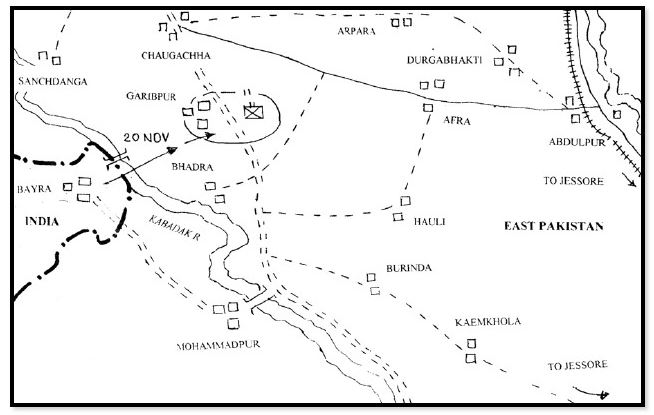 ARPARA
CHAUGACHHA
DURGABHAKTI
SANCHDANGA
GARIBPUR
AFRA
20 NOV
ABDULPUR
BHADRA
TO JESSORE
BAYRA
INDIA
KABADAK R
HAULI
EAST PAKISTAN
BURINDA
KAEMKHOLA
MOHAMMADPUR
TO JESSORE